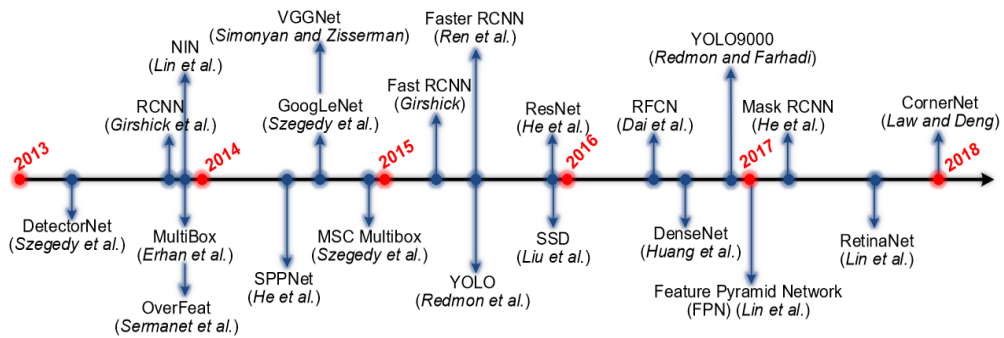 VGGNet
(Simonyan and Zisserman)
Faster RCNN
(Ren et al.)
YOLO9000
(Redmon and Farhadi)
NIN
(Lin et al.)
RCNN
(Girshick et al.)
GoogLeNet
(Szegedy et al.)
Fast RCNN
(Girshick)
ResNet
(He et al.)
RFCN
(Dai et al.)
Mask RCNN
(He et al.)
CornerNet
(Law and Deng)
2013
2014
2015
2016
2017
2018
DetectorNet
(Szegedy et al.)
MultiBox
(Erhan et al.)
OverFeat
(Sermanet et al.)
SPPNet
(He et al.)
MSC Multibox
(Szegedy et al.)
YOLO
(Redmon et al.)
SSD
(Liu et al.)
DenseNet
(Huang et al.)
Feature Pyramid Network
(FPN) (Lin et al.)
RetinaNet
(Lin et al.)